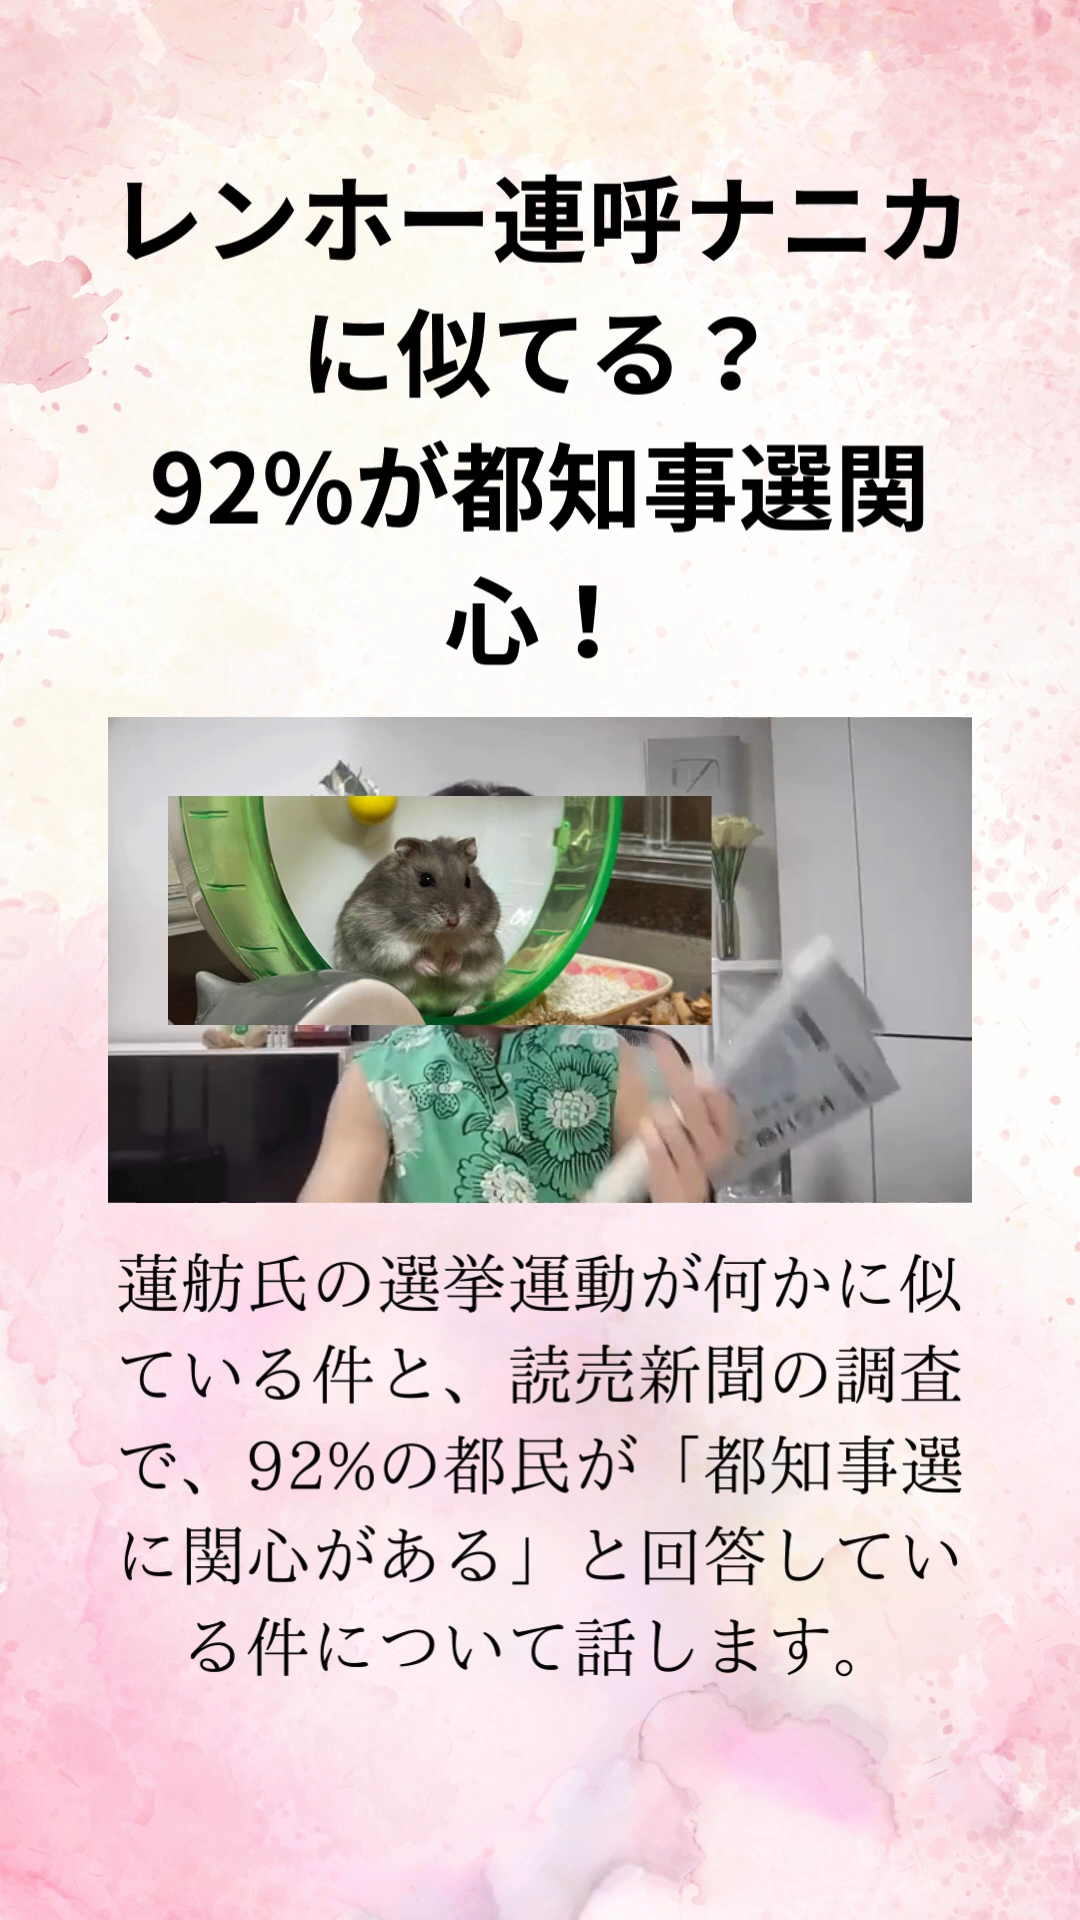 レンホー連呼ナニカ
に似てる？
92%が都知事選関
心！
蓮舫氏の選挙運動が何かに似
ている件と、読売新聞の調査
で、92%の都民が「都知事選
に関心がある」と回答してい
る件について話します。